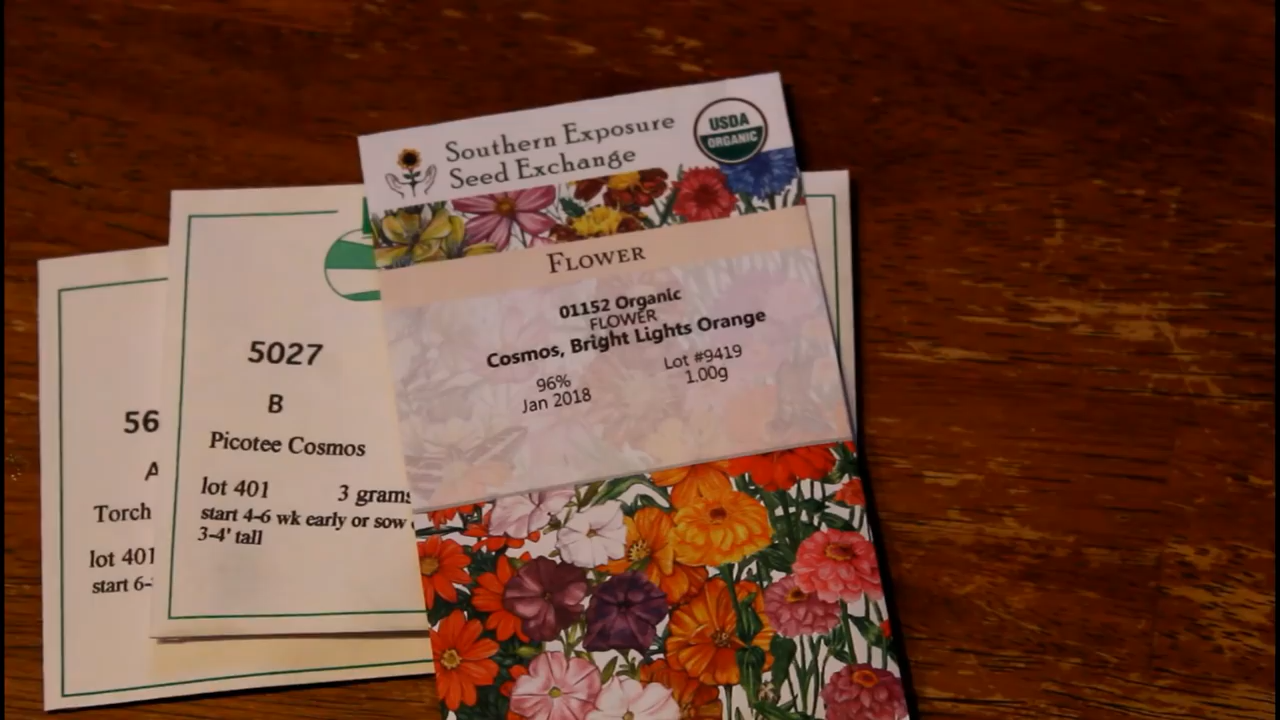 Southern Exposure
Seed Exchange
USDA
ORGANIC
FLOWER
01152 Organic
FLOWER
Cosmos, Bright Lights Orange
96% Lot #9419
Jan 2018 1.00g
5027
B
Picotee Cosmos
lot 401 3 grams
start 4-6 wk early or sow
3-4' tall
56
A
Torch
lot 401
start 6-